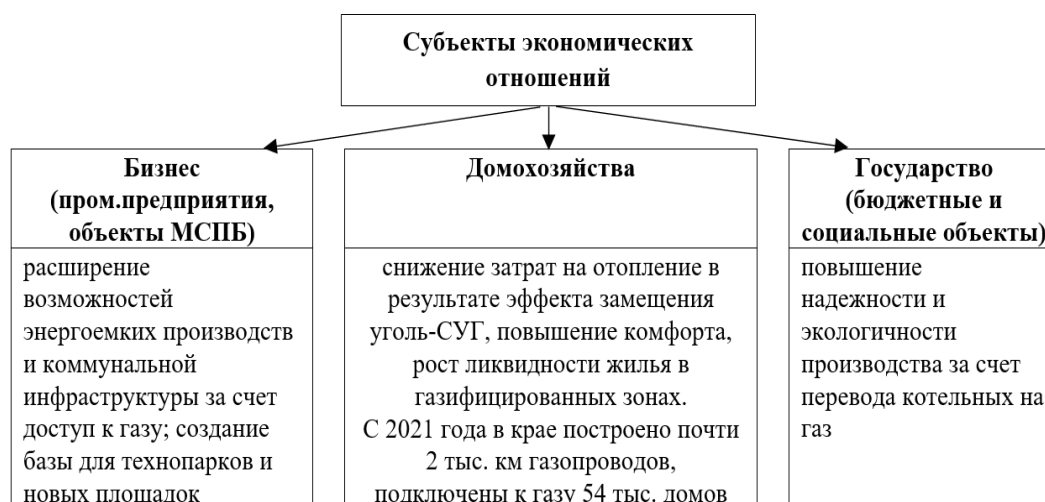 Субъекты экономических
отношений
Бизнес
(пром.предприятия,
объекты МСПБ)
расширение
возможностей
энергоемких производств
и коммунальной
инфраструктуры за счет
доступ к газу; создание
базы для технопарков и
новых площадок
Домохозяйства
снижение затрат на отопление в
результате эффекта замещения
уголь-СУГ, повышение комфорта,
рост ликвидности жилья в
газифицированных зонах.
С 2021 года в крае построено почти
2 тыс. км газопроводов,
подключены к газу 54 тыс. домов
Государство
(бюджетные и
социальные объекты)
повышение
надежности и
экологичности
производства за счет
перевода котельных на
газ